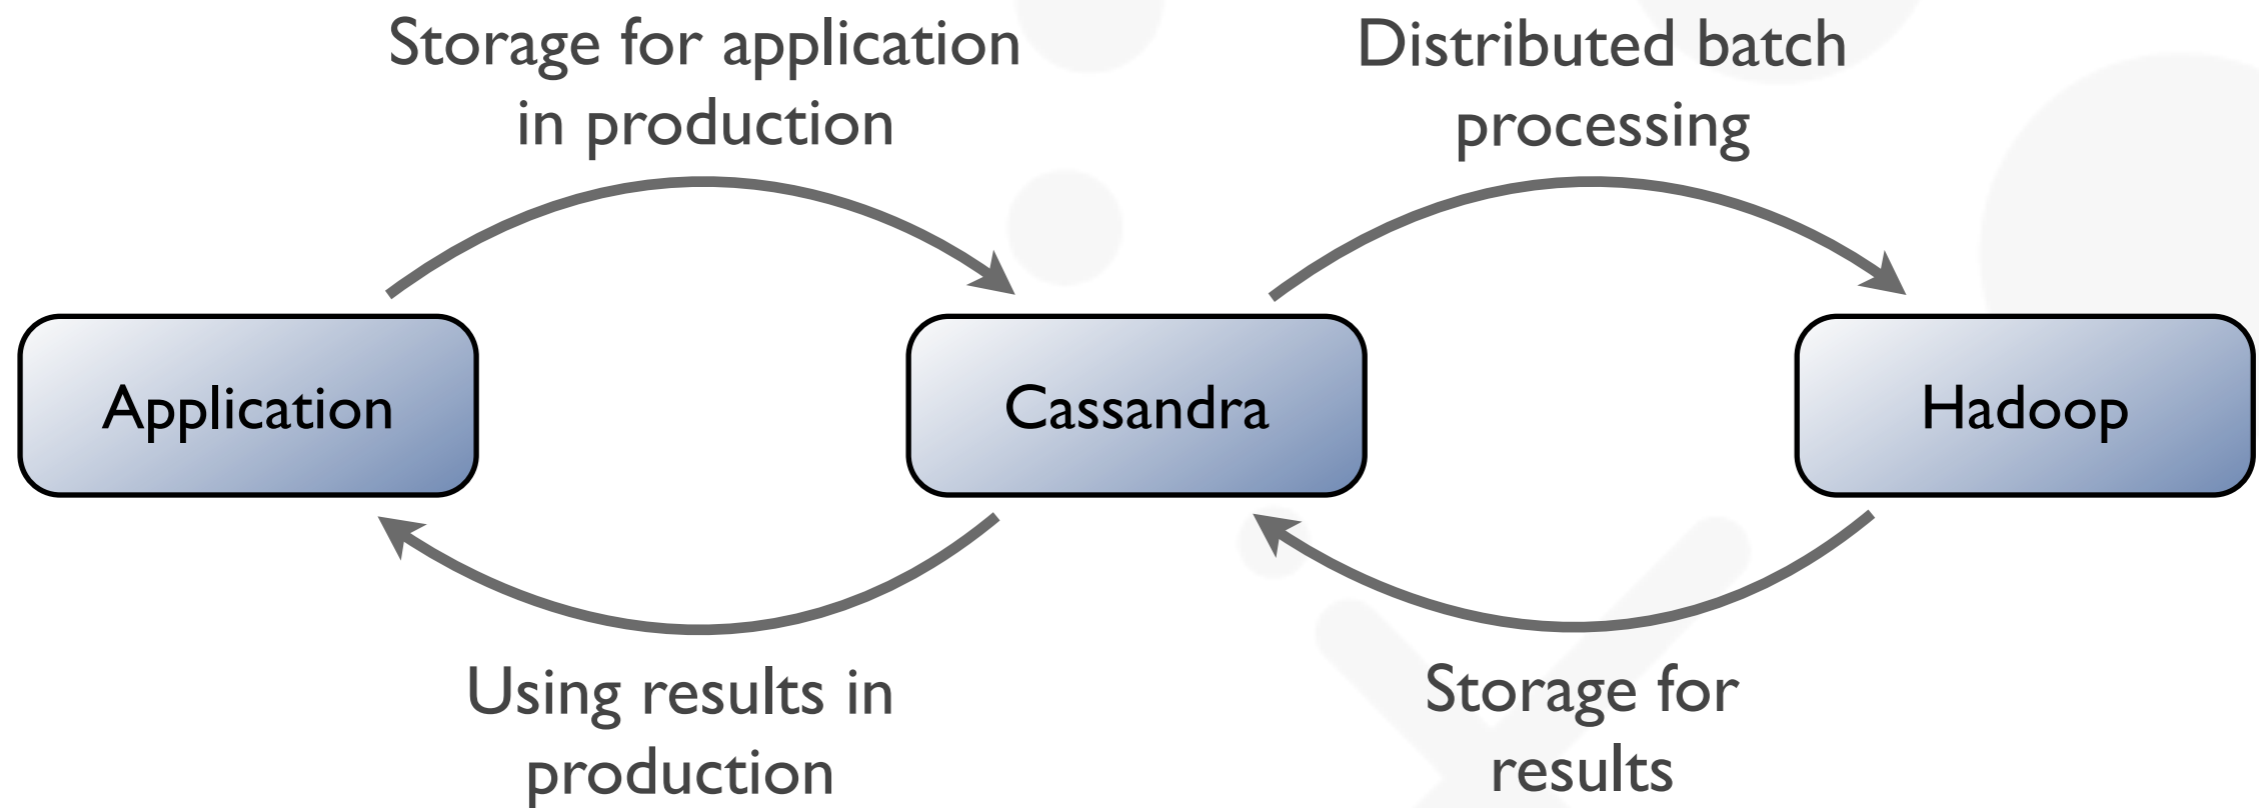 Storage for application
in production
Distributed batch
processing
Application
Cassandra
Hadoop
Using results in
production
Storage for
results